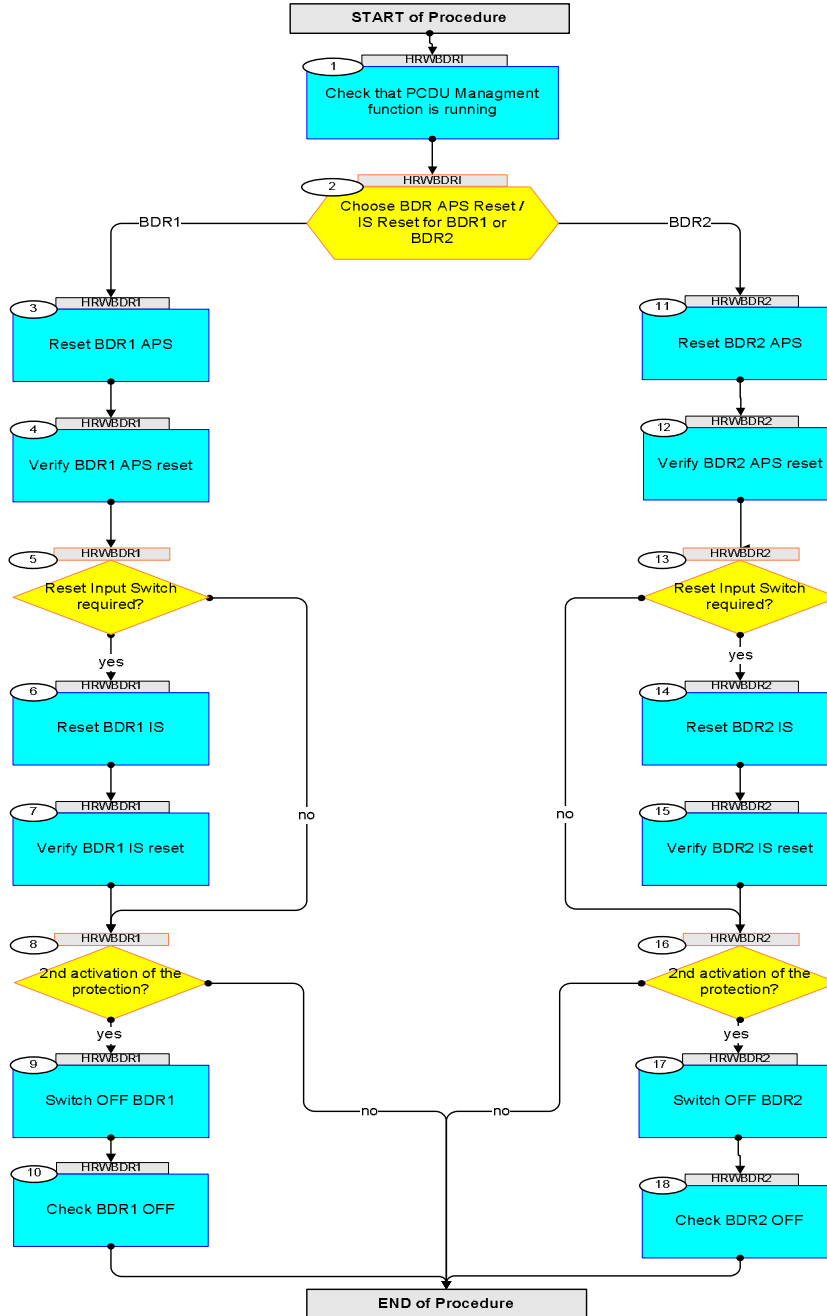 START of Procedure
HRWBDR1
1
Check that PCDU Managment
function is running
HRWBDR1
2
Choose BDR APS Reset /
IS Reset for BDR1 or
BDR2
BDR1
BDR2
HRWBDR1
3
Reset BDR1 APS
HRWBDR2
11
Reset BDR2 APS
HRWBDR1
4
Verify BDR1 APS reset
HRWBDR2
12
Verify BDR2 APS reset
HRWBDR1
5
Reset Input Switch
required?
HRWBDR2
13
Reset Input Switch
required?
yes
yes
HRWBDR1
6
Reset BDR1 IS
HRWBDR2
14
Reset BDR2 IS
HRWBDR1
7
Verify BDR1 IS reset
no
no
HRWBDR2
15
Verify BDR2 IS reset
HRWBDR1
8
2nd activation of the
protection?
HRWBDR2
16
2nd activation of the
protection?
yes
yes
HRWBDR1
9
Switch OFF BDR1
no
no
HRWBDR2
17
Switch OFF BDR2
HRWBDR1
10
Check BDR1 OFF
HRWBDR2
18
Check BDR2 OFF
END of Procedure